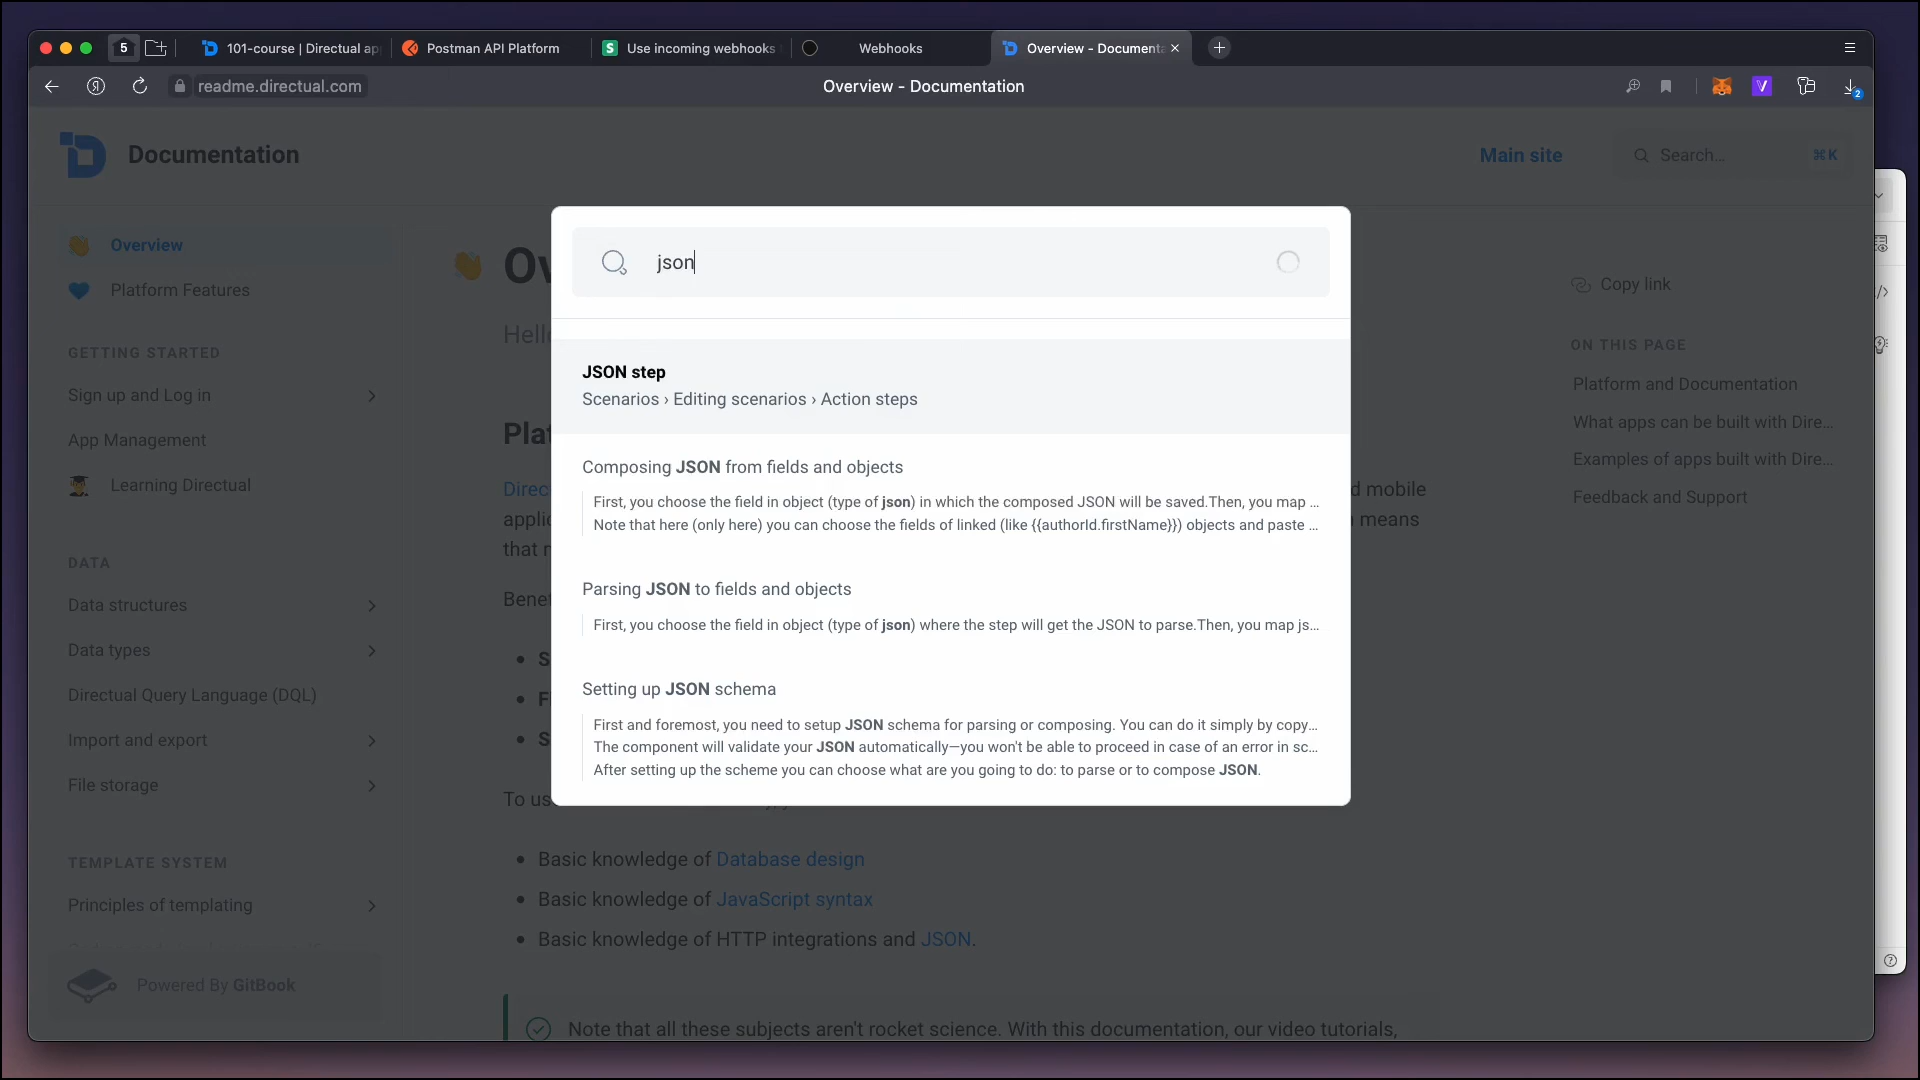 5
101-course | Directual ap
Postman API Platform
Use incoming webhooks
Webhooks
Overview - Documenta
readme.directual.com
Overview - Documentation
V
2
Documentation
Main site
Search...
⌘K
Overview
Platform Features
GETTING STARTED
Sign up and Log in
App Management
Learning Directual
DATA
Data structures
Data types
Directual Query Language (DQL)
Import and export
File storage
TEMPLATE SYSTEM
Principles of templating
Powered By GitBook
json
JSON step
Scenarios › Editing scenarios › Action steps
Composing JSON from fields and objects
First, you choose the field in object (type of json) in which the composed JSON will be saved.Then, you map ...
Note that here (only here) you can choose the fields of linked (like {{authorId.firstName}}) objects and paste ...
Parsing JSON to fields and objects
First, you choose the field in object (type of json) where the step will get the JSON to parse.Then, you map js...
Setting up JSON schema
First and foremost, you need to setup JSON schema for parsing or composing. You can do it simply by copy...
The component will validate your JSON automatically—you won't be able to proceed in case of an error in sc...
After setting up the scheme you can choose what are you going to do: to parse or to compose JSON.
Ov
Hell
Plat
Direc
d mobile
applic
means
that
Bene
S
F
S
To us
Basic knowledge of Database design
Basic knowledge of JavaScript syntax
Basic knowledge of HTTP integrations and JSON.
Note that all these subjects aren't rocket science. With this documentation, our video tutorials,
Copy link
ON THIS PAGE
Platform and Documentation
What apps can be built with Dire...
Examples of apps built with Dire...
Feedback and Support